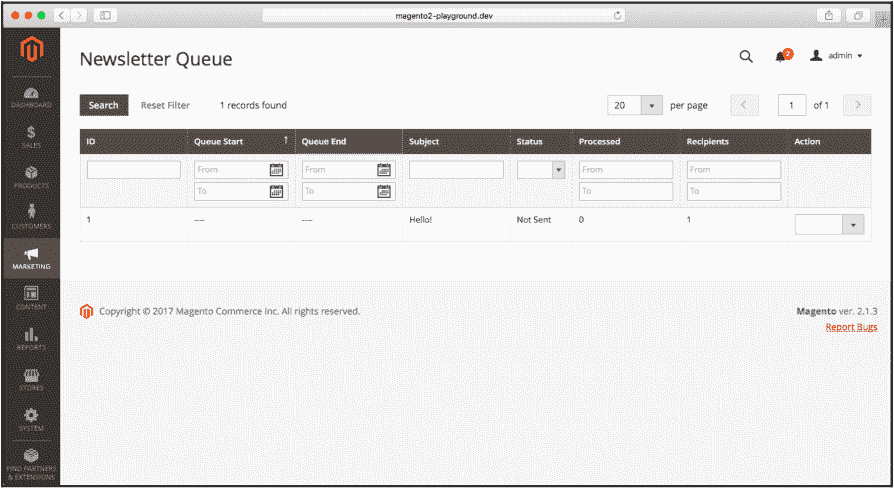 magento2-playground.dev
Newsletter Queue
2
admin
Search Reset Filter 1 records found 20 per page 1 of 1
ID Queue Start ↑ Queue End Subject Status Processed Recipients Action
From From From From
To To To To
1 ---- ---- Hello! Not Sent 0 1
DASHBOARD
$
SALES
PRODUCTS
CUSTOMERS
MARKETING
CONTENT
REPORTS
STORES
SYSTEM
FIND PARTNERS
& EXTENSIONS
Copyright © 2017 Magento Commerce Inc. All rights reserved.
Magento ver. 2.1.3
Report Bugs